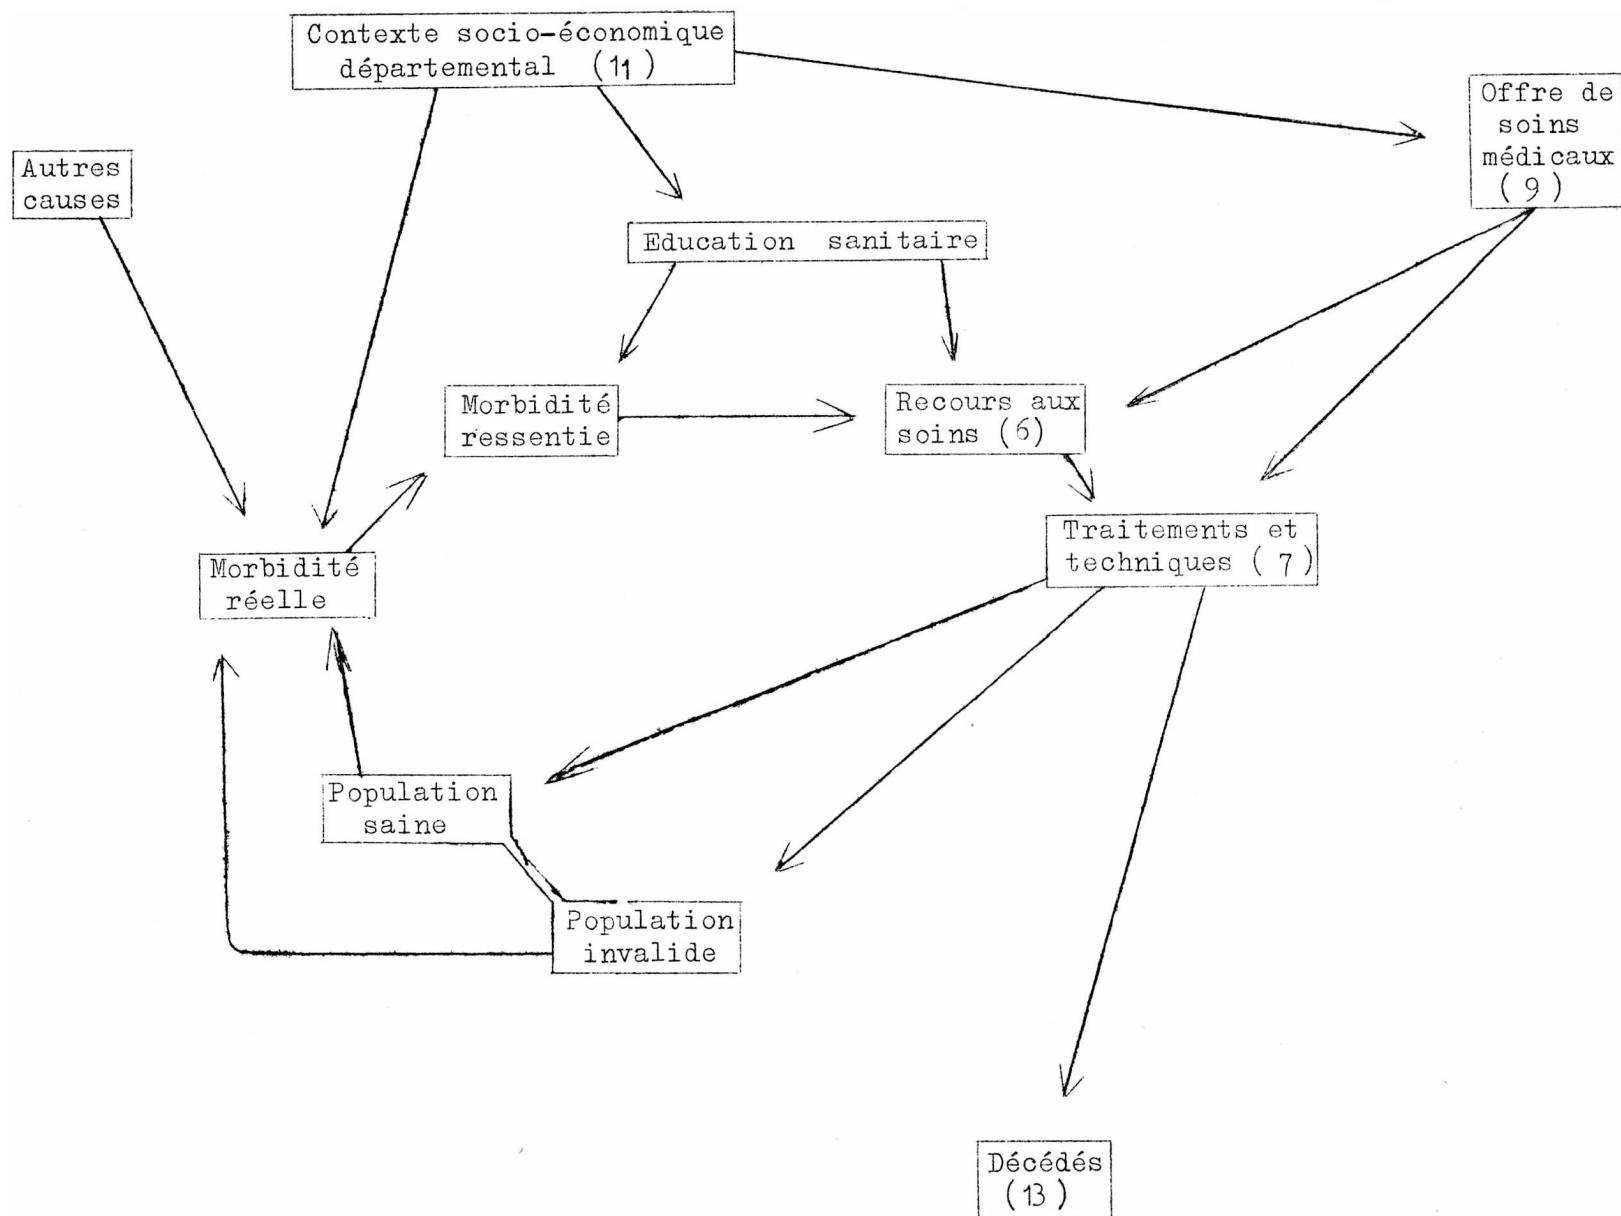 Contexte socio-économique
départemental (11)
Offre de
soins
médicaux
(9)
Autres
causes
Education sanitaire
Morbidité
ressentie
Recours aux
soins (6)
Traitements et
techniques (7)
Morbidité
réelle
Population
saine
Population
invalide
Décédés
(13)